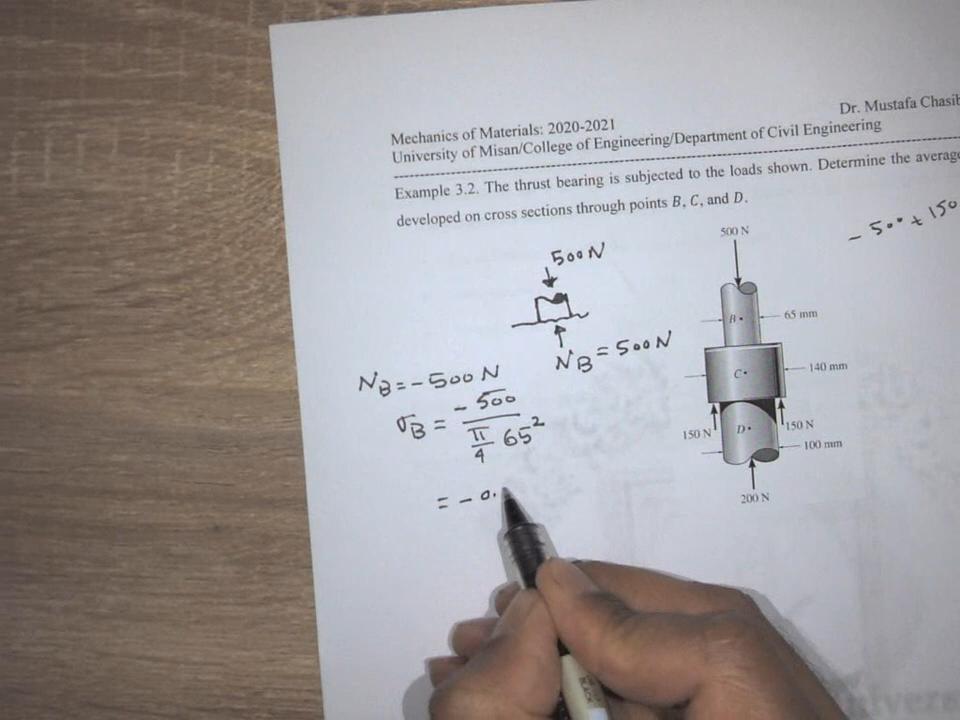 Dr. Mustafa Chasib
Mechanics of Materials: 2020-2021
University of Misan/College of Engineering/Department of Civil Engineering
Example 3.2. The thrust bearing is subjected to the loads shown. Determine the average
developed on cross sections through points B, C, and D.
- 500 + 150
500 N
500 N
B
65 mm
N_B = 500 N
C
140 mm
N_B = - 500 N
σ_B = - 500
π/4 65²
150 N
D
150 N
100 mm
= - 0.
200 N